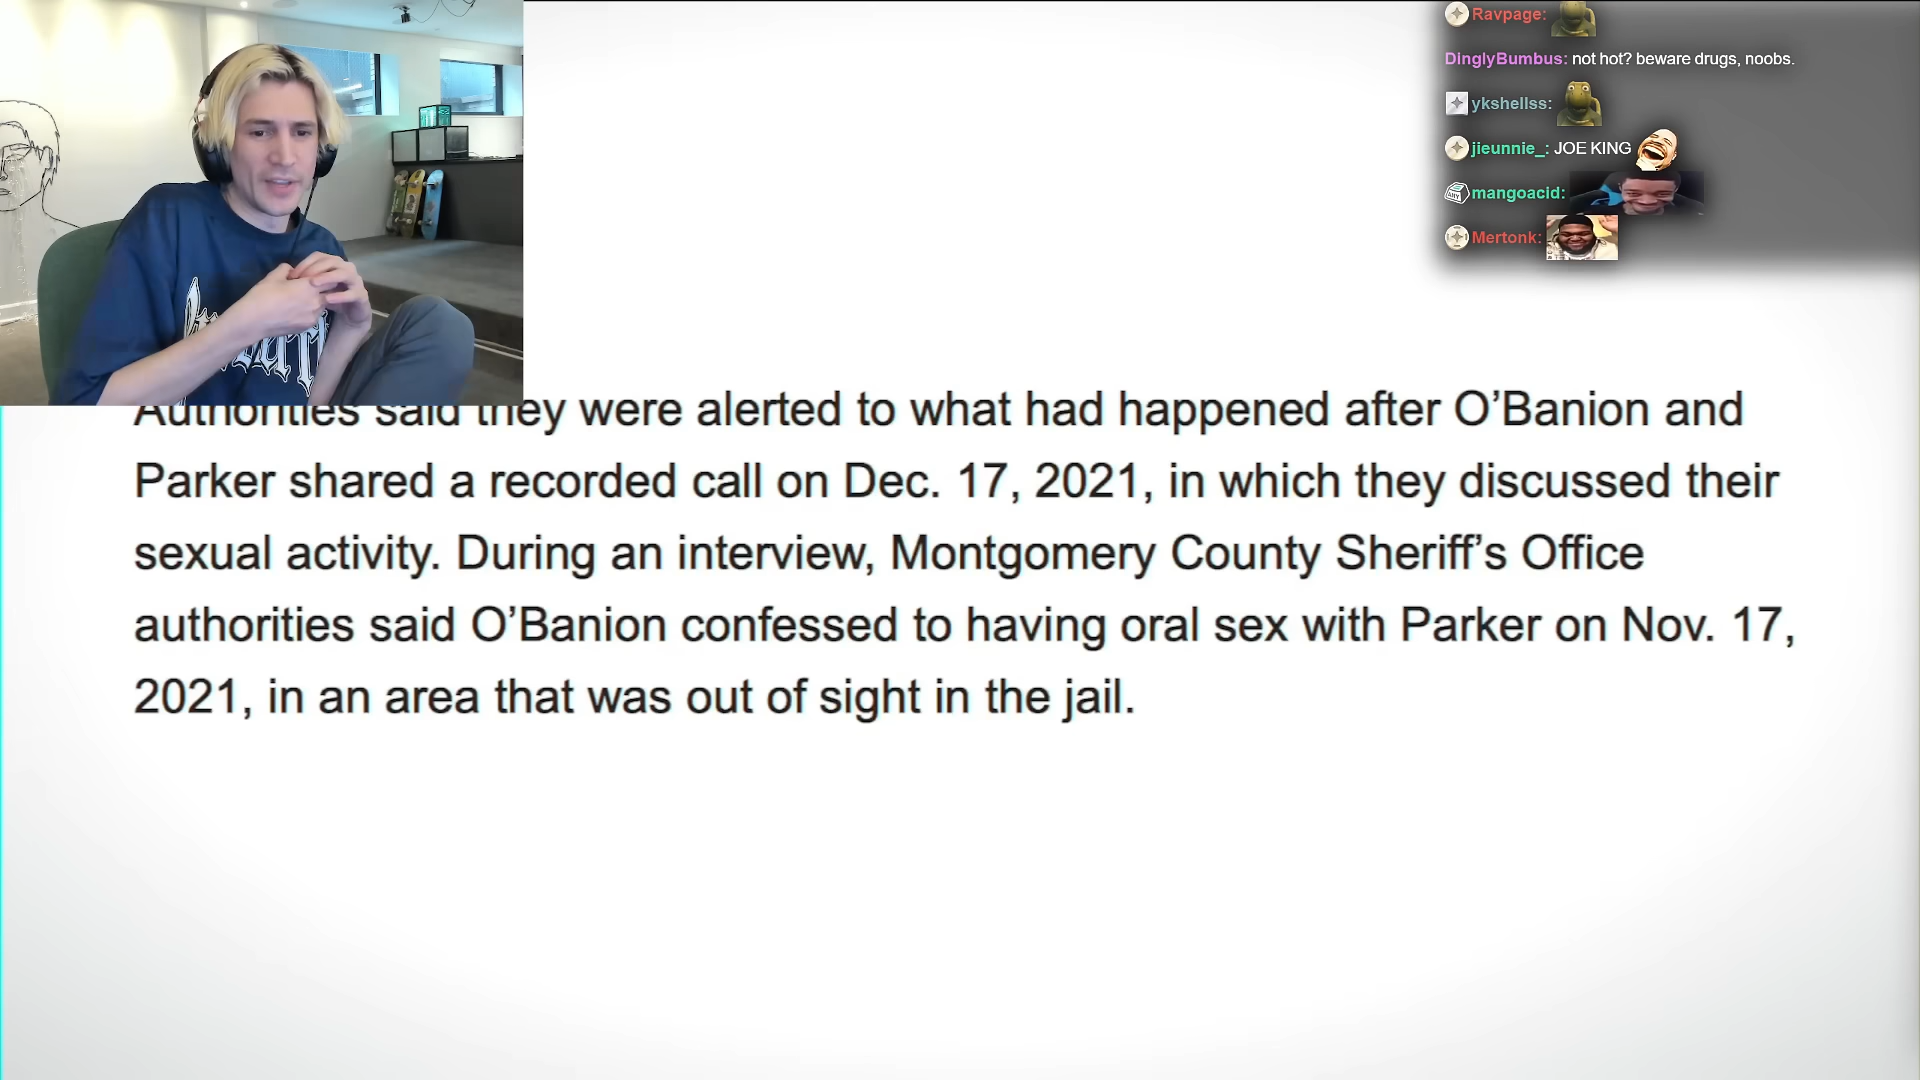 Ravpage:
DinglyBumbus: not hot? beware drugs, noobs.
ykshellss:
jieunnie_: JOE KING
mangoacid:
Mertonk:
Authorities said they were alerted to what had happened after O’Banion and
Parker shared a recorded call on Dec. 17, 2021, in which they discussed their
sexual activity. During an interview, Montgomery County Sheriff’s Office
authorities said O’Banion confessed to having oral sex with Parker on Nov. 17,
2021, in an area that was out of sight in the jail.